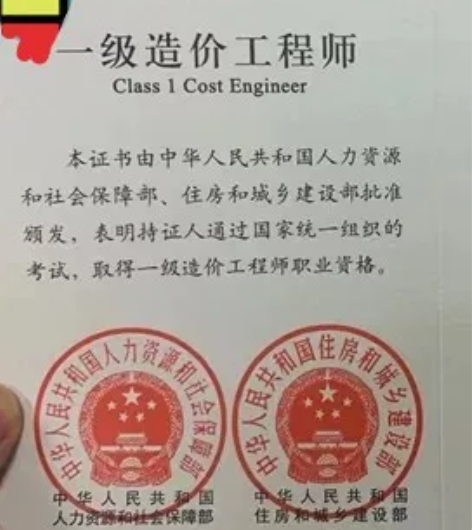 一级造价工程师
Class 1 Cost Engineer
本证书由中华人民共和国人力资源
和社会保障部、住房和城乡建设部批准
颁发，表明持证人通过国家统一组织的
考试，取得一级造价工程师职业资格。
中华人民共和国人力资源和社会保障部
中华人民共和国住房和城乡建设部
中华人民共和国
人力资源和社会保障部
中华人民共和国
住房和城乡建设部